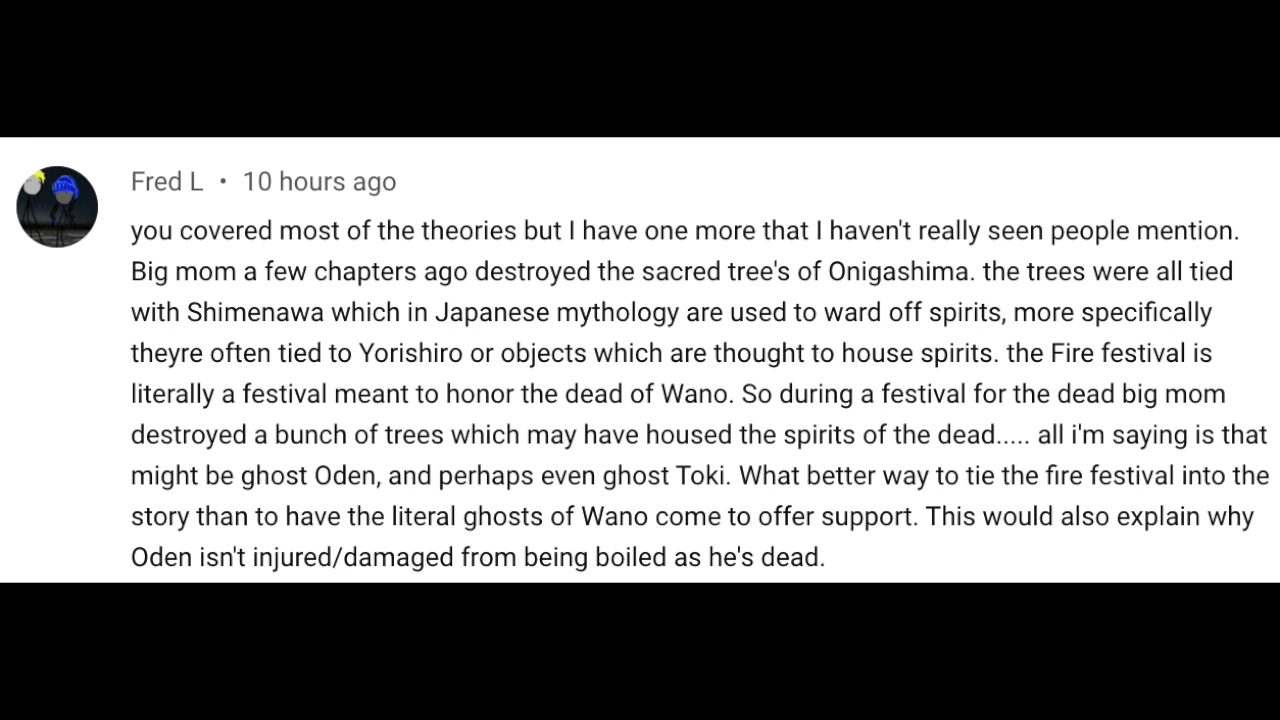 Fred L • 10 hours ago
you covered most of the theories but I have one more that I haven't really seen people mention.
Big mom a few chapters ago destroyed the sacred tree's of Onigashima. the trees were all tied
with Shimenawa which in Japanese mythology are used to ward off spirits, more specifically
theyre often tied to Yorishiro or objects which are thought to house spirits. the Fire festival is
literally a festival meant to honor the dead of Wano. So during a festival for the dead big mom
destroyed a bunch of trees which may have housed the spirits of the dead..... all i'm saying is that
might be ghost Oden, and perhaps even ghost Toki. What better way to tie the fire festival into the
story than to have the literal ghosts of Wano come to offer support. This would also explain why
Oden isn't injured/damaged from being boiled as he's dead.